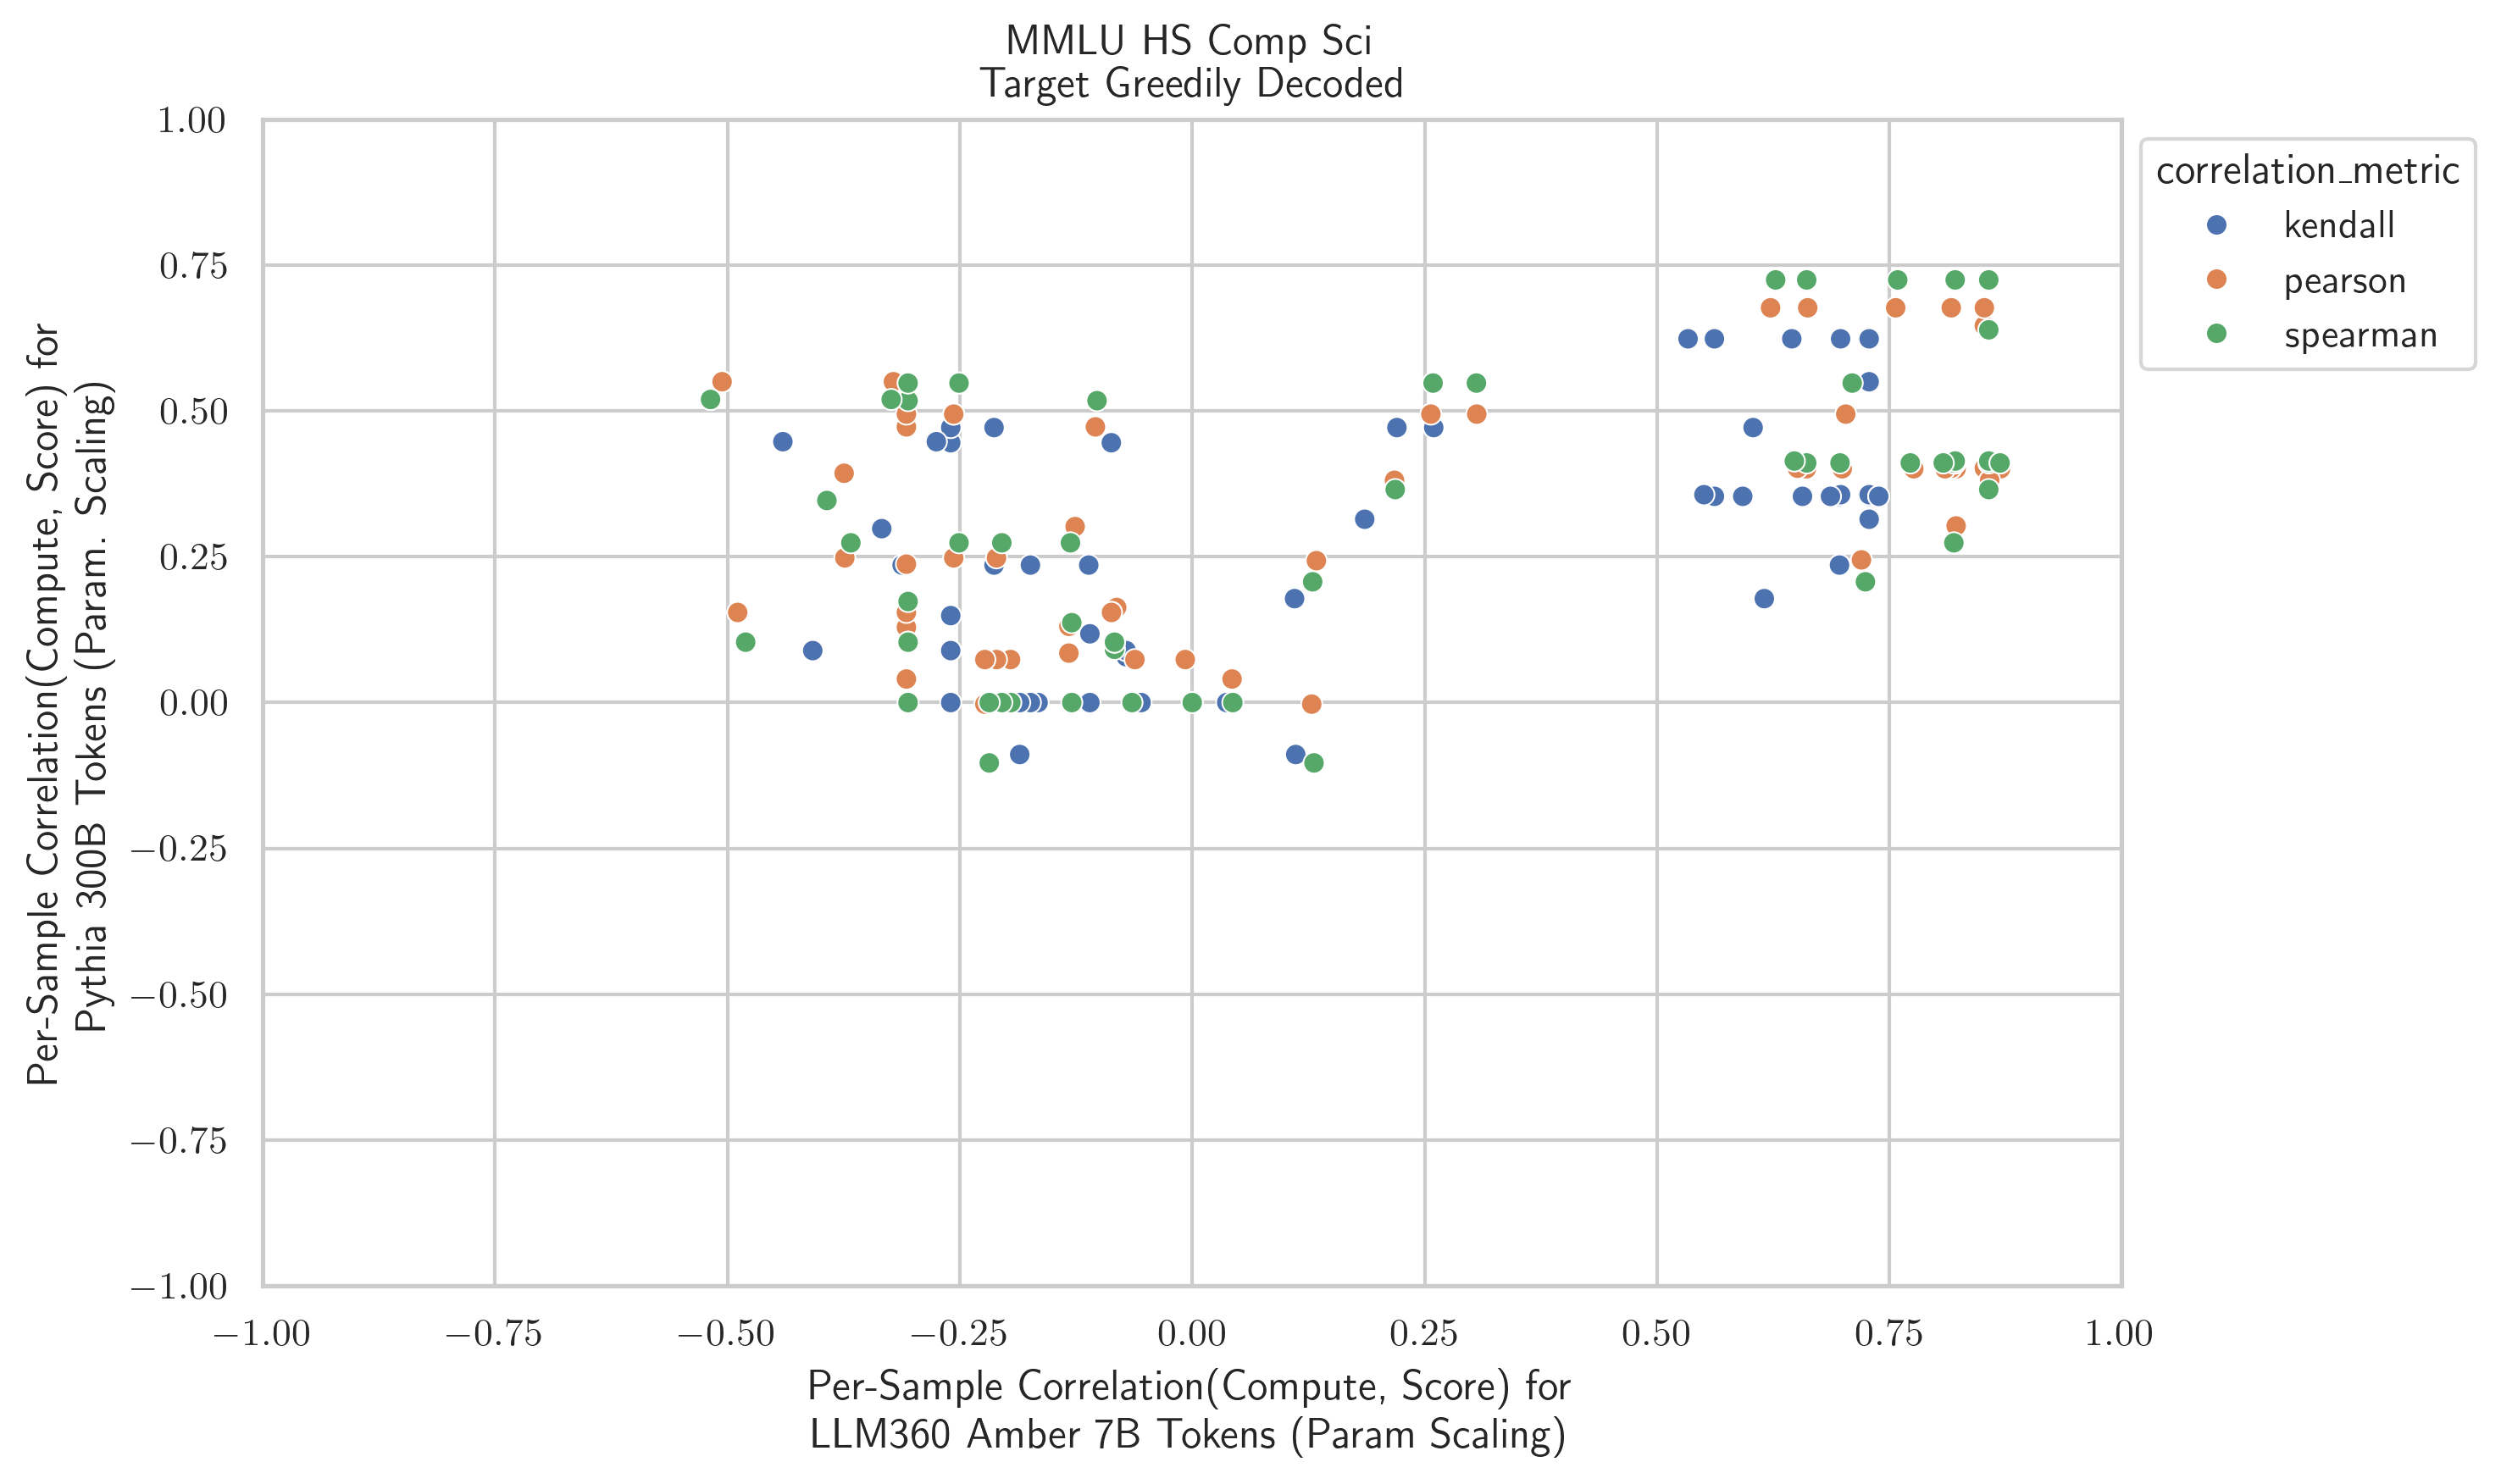 MMLU HS Comp Sci
Target Greedily Decoded
1.00
0.75
0.50
0.25
0.00
−0.25
−0.50
−0.75
−1.00
Per-Sample Correlation(Compute, Score) for
Pythia 300B Tokens (Param. Scaling)
correlation_metric
kendall
pearson
spearman
−1.00 −0.75 −0.50 −0.25 0.00 0.25 0.50 0.75 1.00
Per-Sample Correlation(Compute, Score) for
LLM360 Amber 7B Tokens (Param Scaling)